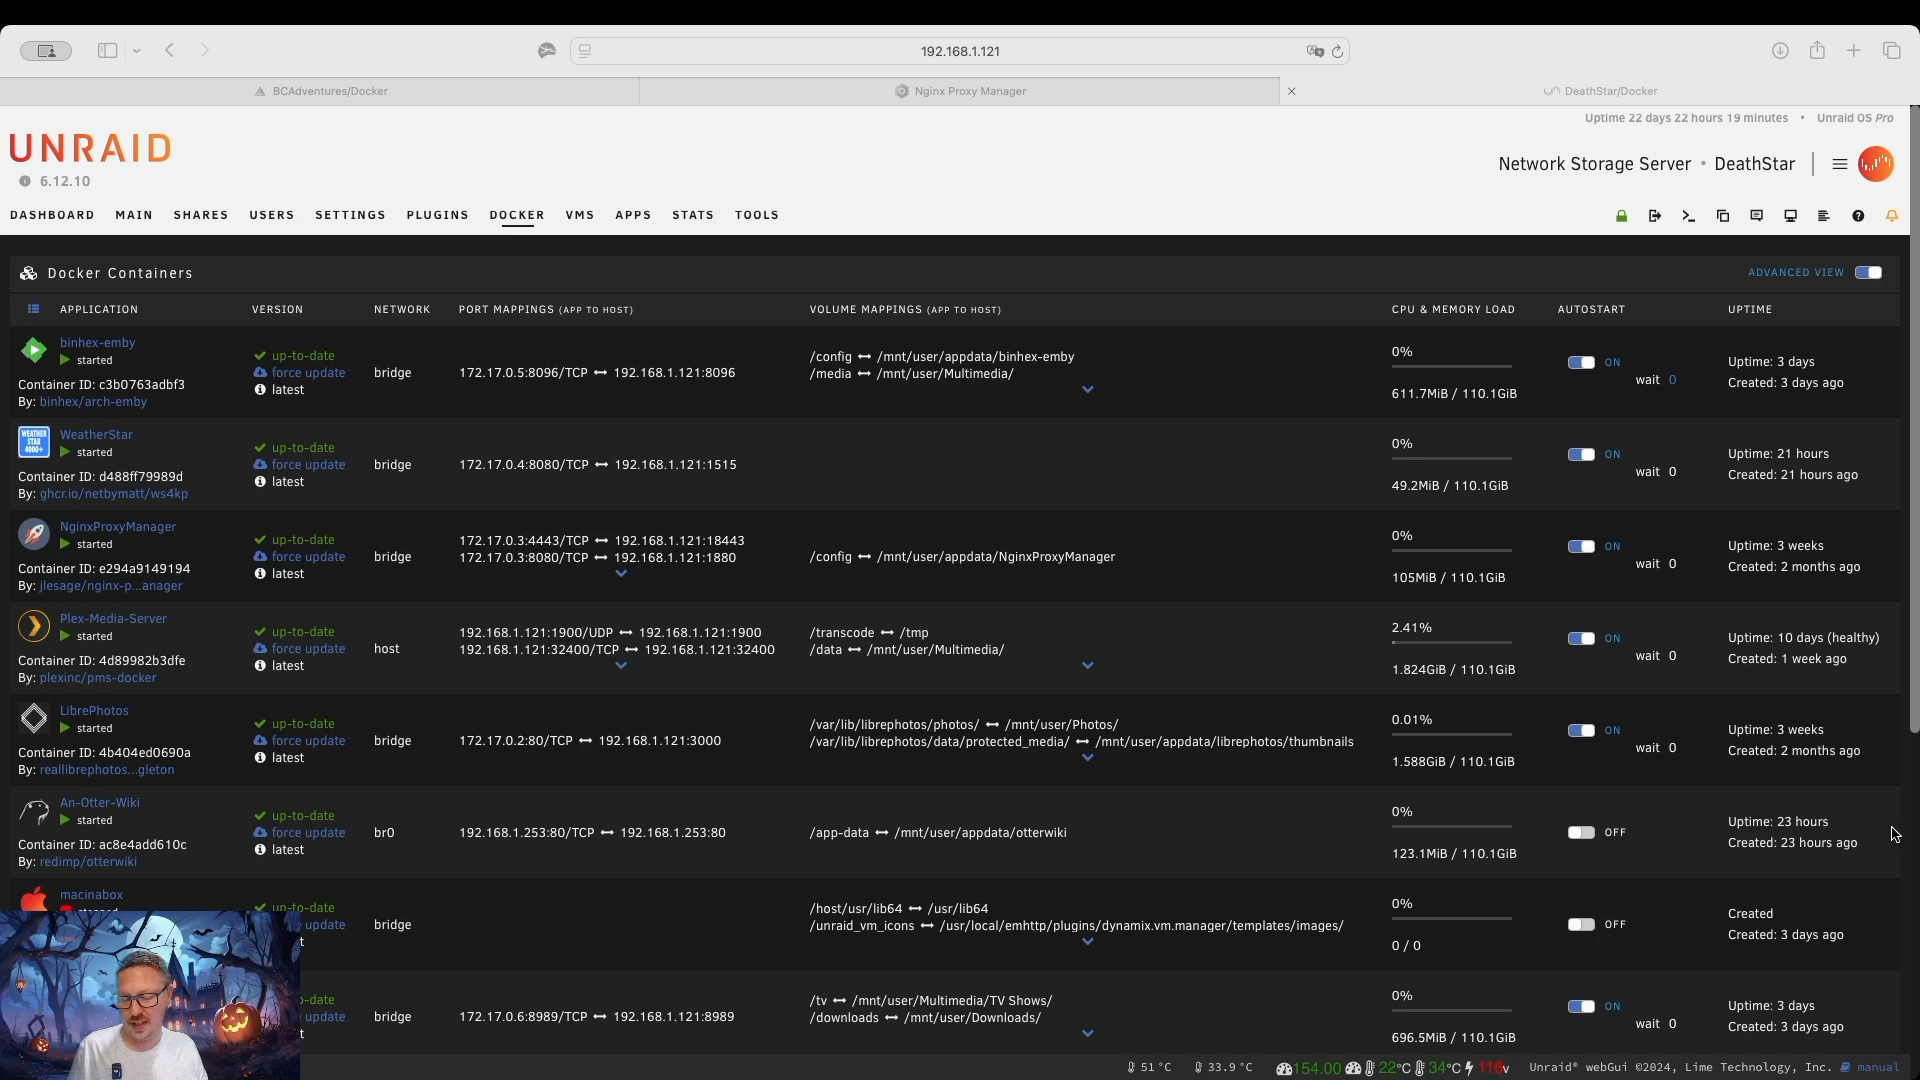 192.168.1.121
BCAdventures/Docker
Nginx Proxy Manager
DeathStar/Docker
Uptime 22 days 22 hours 19 minutes • Unraid OS Pro
UNRAID
6.12.10
Network Storage Server • DeathStar
DASHBOARD MAIN SHARES USERS SETTINGS PLUGINS DOCKER VMS APPS STATS TOOLS
Docker Containers
ADVANCED VIEW
APPLICATION VERSION NETWORK PORT MAPPINGS (APP TO HOST) VOLUME MAPPINGS (APP TO HOST) CPU & MEMORY LOAD AUTOSTART UPTIME
binhex-emby
started
Container ID: c3b0763adbf3
By: binhex/arch-emby
up-to-date
force update
latest
bridge
172.17.0.5:8096/TCP ↔ 192.168.1.121:8096
/config ↔ /mnt/user/appdata/binhex-emby
/media ↔ /mnt/user/Multimedia/
0%
611.7MiB / 110.1GiB
ON
wait 0
Uptime: 3 days
Created: 3 days ago
WEATHER
STAR
4000+
WeatherStar
started
Container ID: d488ff79989d
By: ghcr.io/netbymatt/ws4kp
up-to-date
force update
latest
bridge
172.17.0.4:8080/TCP ↔ 192.168.1.121:1515
0%
49.2MiB / 110.1GiB
ON
wait 0
Uptime: 21 hours
Created: 21 hours ago
NginxProxyManager
started
Container ID: e294a9149194
By: jlesage/nginx-p...anager
up-to-date
force update
latest
bridge
172.17.0.3:4443/TCP ↔ 192.168.1.121:18443
172.17.0.3:8080/TCP ↔ 192.168.1.121:1880
/config ↔ /mnt/user/appdata/NginxProxyManager
0%
105MiB / 110.1GiB
ON
wait 0
Uptime: 3 weeks
Created: 2 months ago
Plex-Media-Server
started
Container ID: 4d89982b3dfe
By: plexinc/pms-docker
up-to-date
force update
latest
host
192.168.1.121:1900/UDP ↔ 192.168.1.121:1900
192.168.1.121:32400/TCP ↔ 192.168.1.121:32400
/transcode ↔ /tmp
/data ↔ /mnt/user/Multimedia/
2.41%
1.824GiB / 110.1GiB
ON
wait 0
Uptime: 10 days (healthy)
Created: 1 week ago
LibrePhotos
started
Container ID: 4b404ed0690a
By: reallibrephotos...gleton
up-to-date
force update
latest
bridge
172.17.0.2:80/TCP ↔ 192.168.1.121:3000
/var/lib/librephotos/photos/ ↔ /mnt/user/Photos/
/var/lib/librephotos/data/protected_media/ ↔ /mnt/user/appdata/librephotos/thumbnails
0.01%
1.588GiB / 110.1GiB
ON
wait 0
Uptime: 3 weeks
Created: 2 months ago
An-Otter-Wiki
started
Container ID: ac8e4add610c
By: redimp/otterwiki
up-to-date
force update
latest
br0
192.168.1.253:80/TCP ↔ 192.168.1.253:80
/app-data ↔ /mnt/user/appdata/otterwiki
0%
123.1MiB / 110.1GiB
OFF
Uptime: 23 hours
Created: 23 hours ago
macinabox
up-to-date
update
t
bridge
/host/usr/lib64 ↔ /usr/lib64
/unraid_vm_icons ↔ /usr/local/emhttp/plugins/dynamix.vm.manager/templates/images/
0%
0 / 0
OFF
Created
Created: 3 days ago
o-date
update
t
bridge
172.17.0.6:8989/TCP ↔ 192.168.1.121:8989
/tv ↔ /mnt/user/Multimedia/TV Shows/
/downloads ↔ /mnt/user/Downloads/
0%
696.5MiB / 110.1GiB
ON
wait 0
Uptime: 3 days
Created: 3 days ago
51 °C 33.9 °C 154.00 22°C 34°C 116v Unraid® webGui ©2024, Lime Technology, Inc. manual